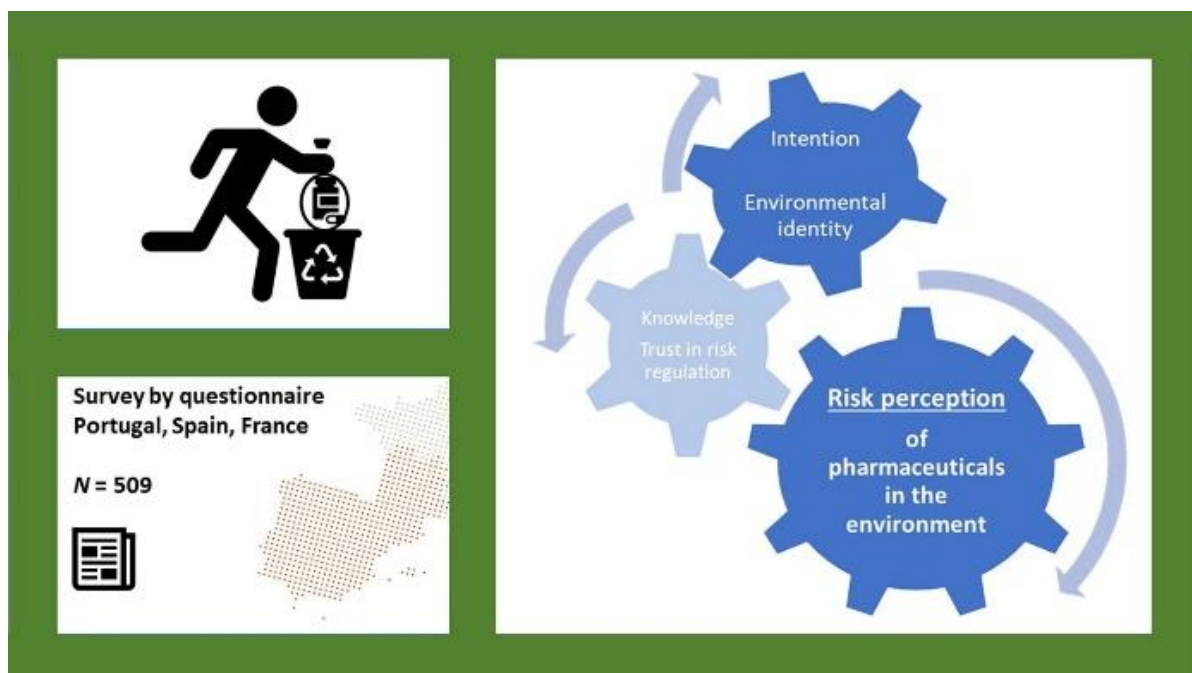 Survey by questionnaire
Portugal, Spain, France
N = 509
Intention
Environmental
identity
Knowledge
Trust in risk
regulation
Risk perception
of
pharmaceuticals
in the
environment